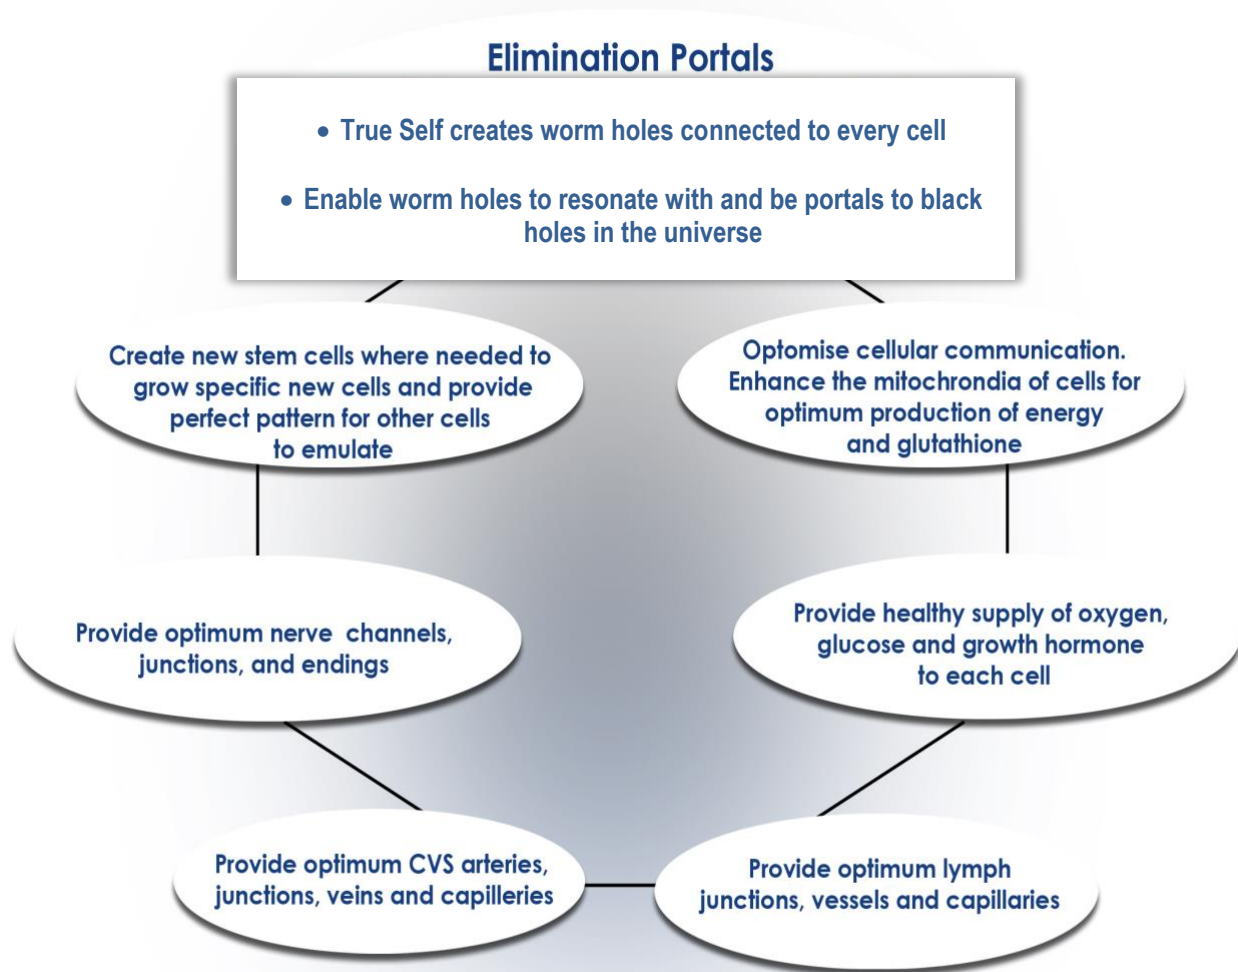 Elimination Portals
• True Self creates worm holes connected to every cell
• Enable worm holes to resonate with and be portals to black
holes in the universe
Create new stem cells where needed to
grow specific new cells and provide
perfect pattern for other cells
to emulate
Optomise cellular communication.
Enhance the mitochrondia of cells for
optimum production of energy
and glutathione
Provide optimum nerve channels,
junctions, and endings
Provide healthy supply of oxygen,
glucose and growth hormone
to each cell
Provide optimum CVS arteries,
junctions, veins and capilleries
Provide optimum lymph
junctions, vessels and capillaries